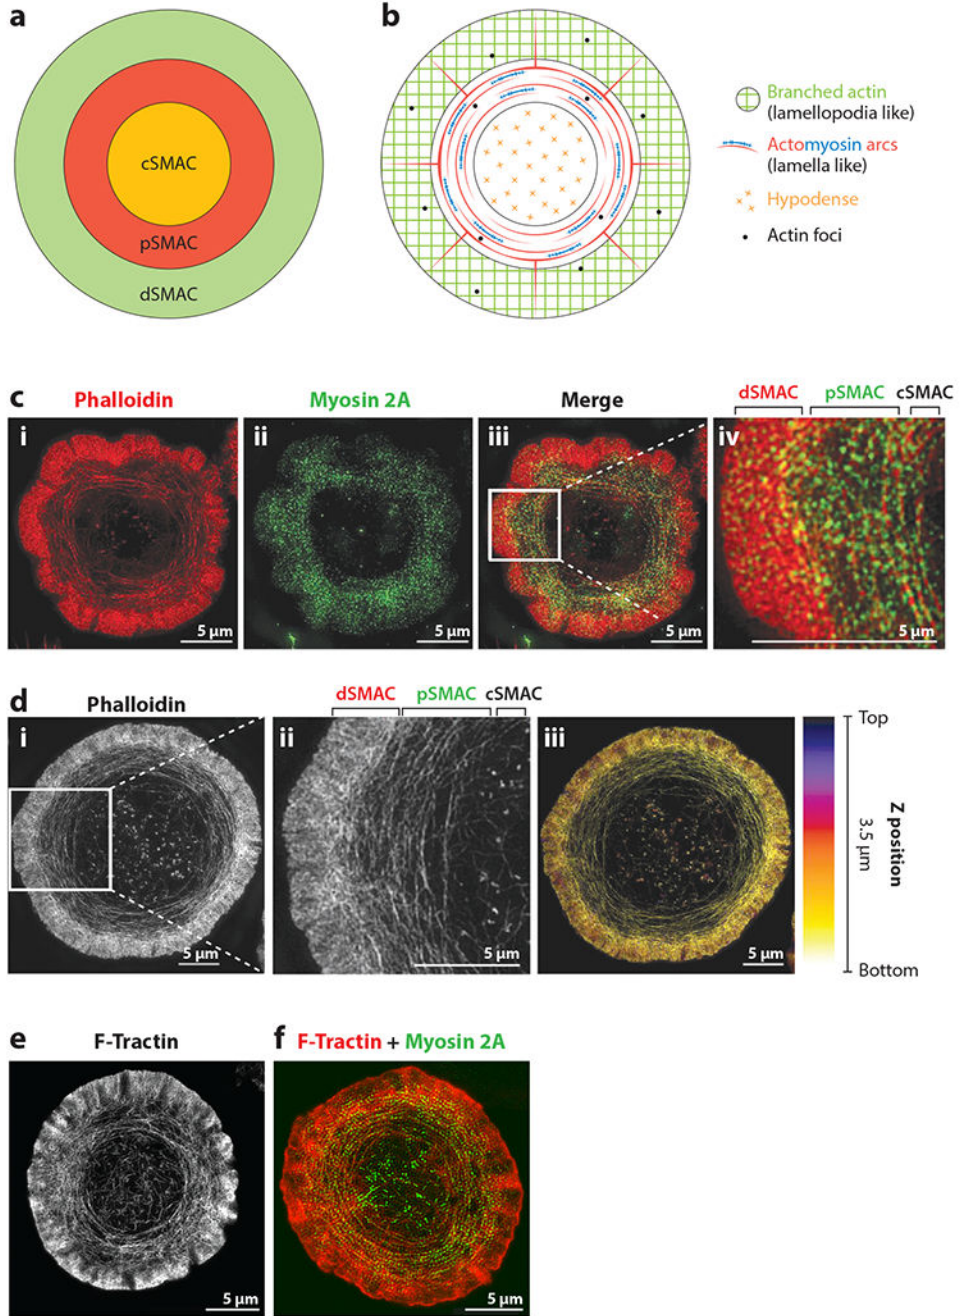 a
cSMAC
pSMAC
dSMAC
b
Branched actin
(lamellopodia like)
Actomyosin arcs
(lamella like)
Hypodense
Actin foci
c
Phalloidin
Myosin 2A
Merge
dSMAC pSMAC cSMAC
i
ii
iii
iv
5 µm
5 µm
5 µm
5 µm
d
Phalloidin
dSMAC pSMAC cSMAC
i
ii
iii
5 µm
5 µm
5 µm
Top
Z position
3.5 µm
Bottom
e
F-Tractin
5 µm
f
F-Tractin + Myosin 2A
5 µm